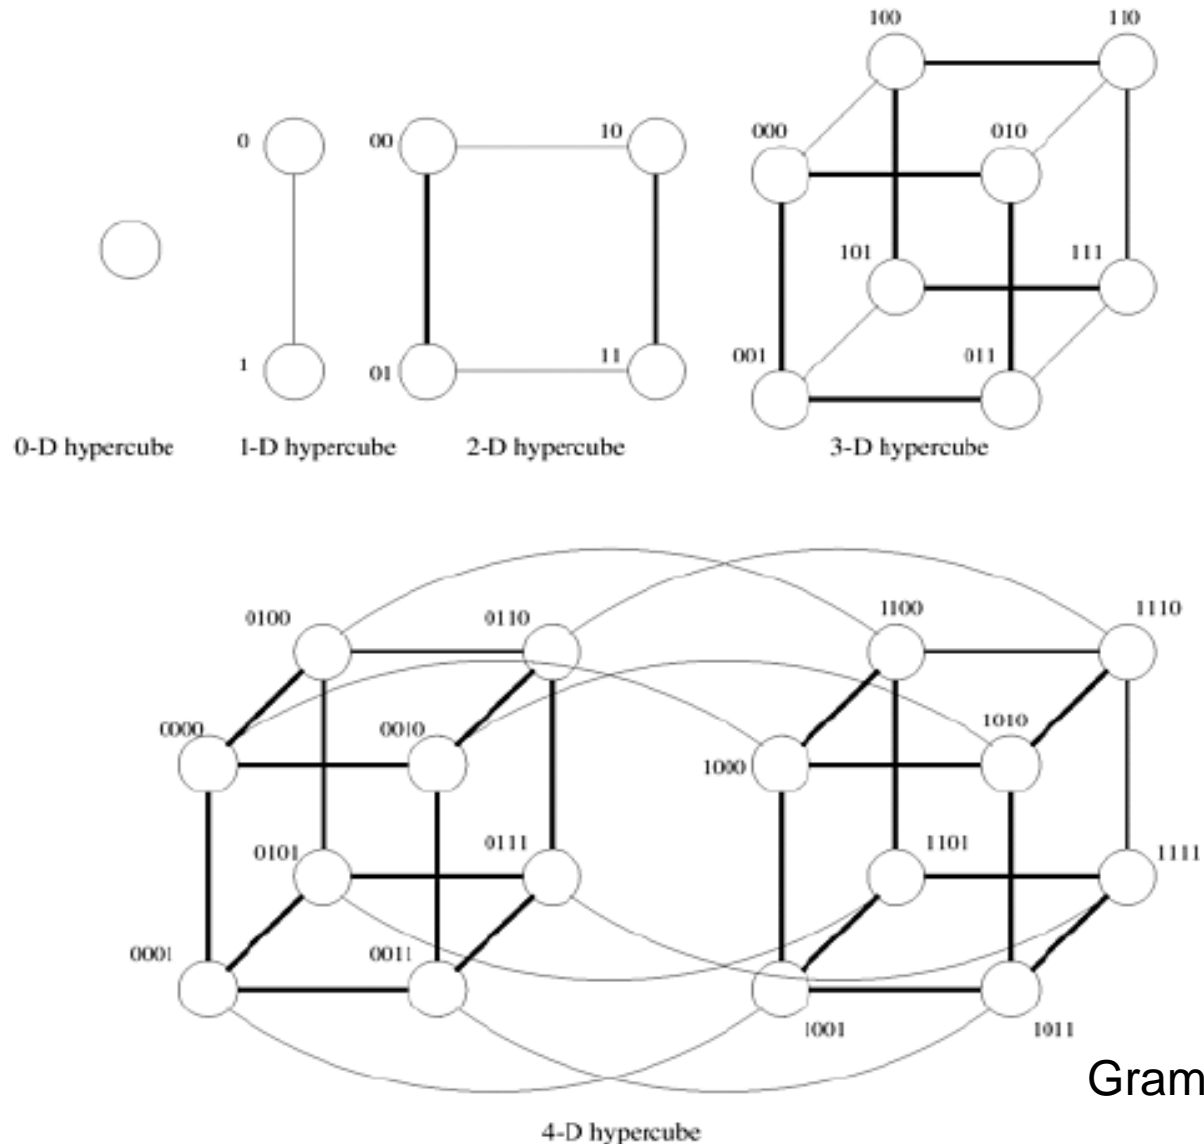 100 110
0 00 10 000 010
101 111
1 01 11 001 011
0-D hypercube 1-D hypercube 2-D hypercube 3-D hypercube
0100 0110 1100 1110
0000 0010 1000 1010
0101 0111 1101 1111
0001 0011 1001 1011
Gram
4-D hypercube